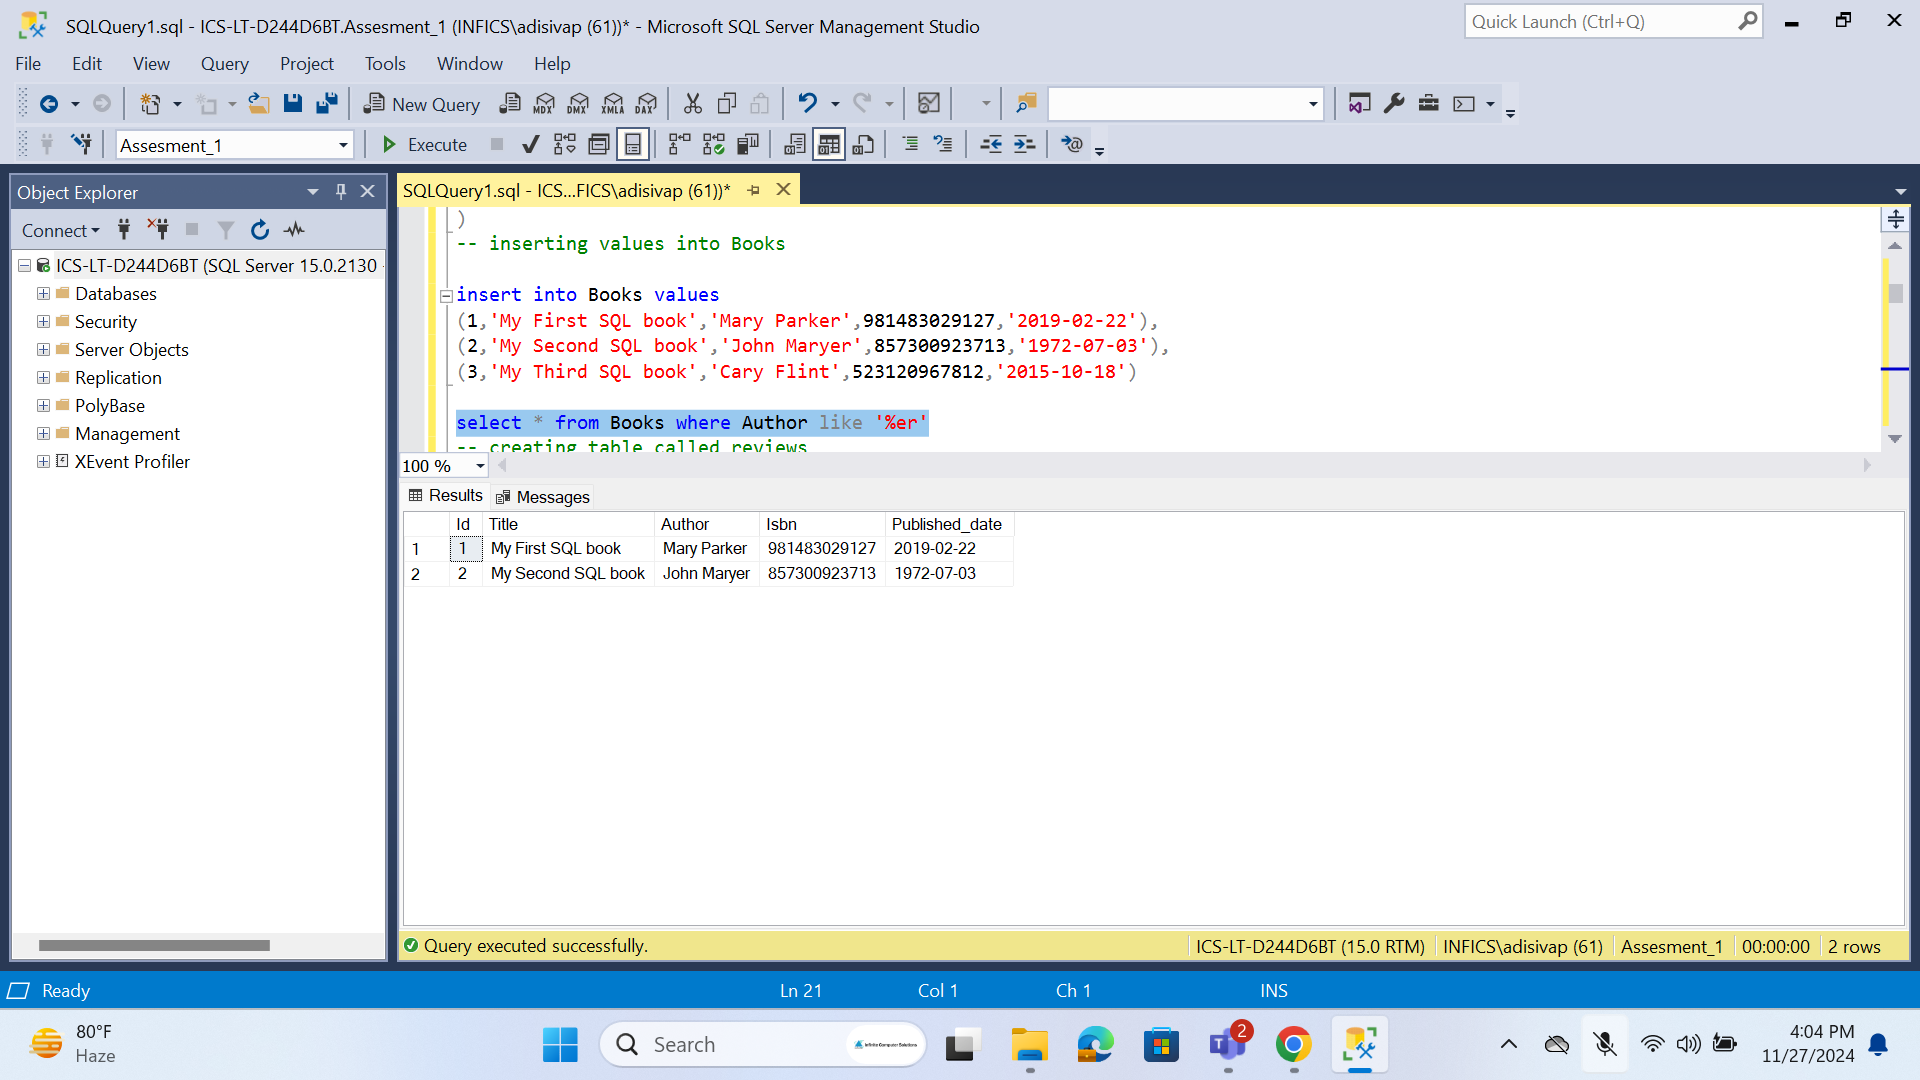 SQLQuery1.sql - ICS-LT-D244D6BT.Assesment_1 (INFICS\adisivap (61))* - Microsoft SQL Server Management Studio
Quick Launch (Ctrl+Q)
File Edit View Query Project Tools Window Help
New Query MDX DMX XMLA DAX
Assesment_1 Execute
Object Explorer
Connect
ICS-LT-D244D6BT (SQL Server 15.0.2130 -
Databases
Security
Server Objects
Replication
PolyBase
Management
XEvent Profiler
SQLQuery1.sql - ICS...FICS\adisivap (61))*
)
-- inserting values into Books
insert into Books values
(1,'My First SQL book','Mary Parker',981483029127,'2019-02-22'),
(2,'My Second SQL book','John Maryer',857300923713,'1972-07-03'),
(3,'My Third SQL book','Cary Flint',523120967812,'2015-10-18')
select * from Books where Author like '%er'
-- creating table called reviews
100 %
Results Messages
Id Title Author Isbn Published_date
1 1 My First SQL book Mary Parker 981483029127 2019-02-22
2 2 My Second SQL book John Maryer 857300923713 1972-07-03
Query executed successfully. ICS-LT-D244D6BT (15.0 RTM) INFICS\adisivap (61) Assesment_1 00:00:00 2 rows
Ready Ln 21 Col 1 Ch 1 INS
80°F
Haze
Search
Infinite Computer Solutions
2
4:04 PM
11/27/2024